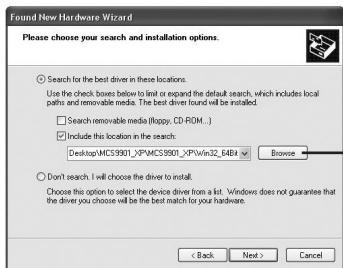 Found New Hardware Wizard
Please choose your search and installation options.
Search for the best driver in these locations.
Use the check boxes below to limit or expand the default search, which includes local
paths and removable media. The best driver found will be installed.
Search removable media (floppy, CD-ROM...)
Include this location in the search:
Desktop\MCS9901_XP\MCS9901_XP\Win32_64Bit
Browse
Don't search. I will choose the driver to install.
Choose this option to select the device driver from a list. Windows does not guarantee that
the driver you choose will be the best match for your hardware.
< Back Next > Cancel